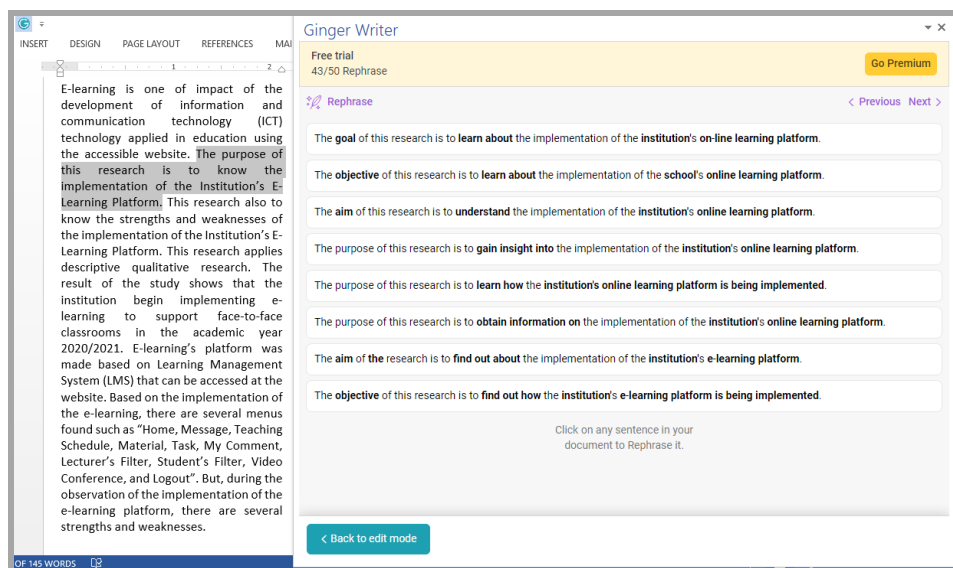 INSERT DESIGN PAGE LAYOUT REFERENCES MAI
1 2
E-learning is one of impact of the
development of information and
communication technology (ICT)
technology applied in education using
the accessible website. The purpose of
this research is to know the
implementation of the Institution's E-
Learning Platform. This research also to
know the strengths and weaknesses of
the implementation of the Institution's E-
Learning Platform. This research applies
descriptive qualitative research. The
result of the study shows that the
institution begin implementing e-
learning to support face-to-face
classrooms in the academic year
2020/2021. E-learning's platform was
made based on Learning Management
System (LMS) that can be accessed at the
website. Based on the implementation of
the e-learning, there are several menus
found such as “Home, Message, Teaching
Schedule, Material, Task, My Comment,
Lecturer's Filter, Student's Filter, Video
Conference, and Logout”. But, during the
observation of the implementation of the
e-learning platform, there are several
strengths and weaknesses.
OF 145 WORDS
Ginger Writer
Free trial
43/50 Rephrase
Go Premium
Rephrase
< Previous Next >
The goal of this research is to learn about the implementation of the institution's on-line learning platform.
The objective of this research is to learn about the implementation of the school's online learning platform.
The aim of this research is to understand the implementation of the institution's online learning platform.
The purpose of this research is to gain insight into the implementation of the institution's online learning platform.
The purpose of this research is to learn how the institution's online learning platform is being implemented.
The purpose of this research is to obtain information on the implementation of the institution's online learning platform.
The aim of the research is to find out about the implementation of the institution's e-learning platform.
The objective of this research is to find out how the institution's e-learning platform is being implemented.
Click on any sentence in your
document to Rephrase it.
< Back to edit mode